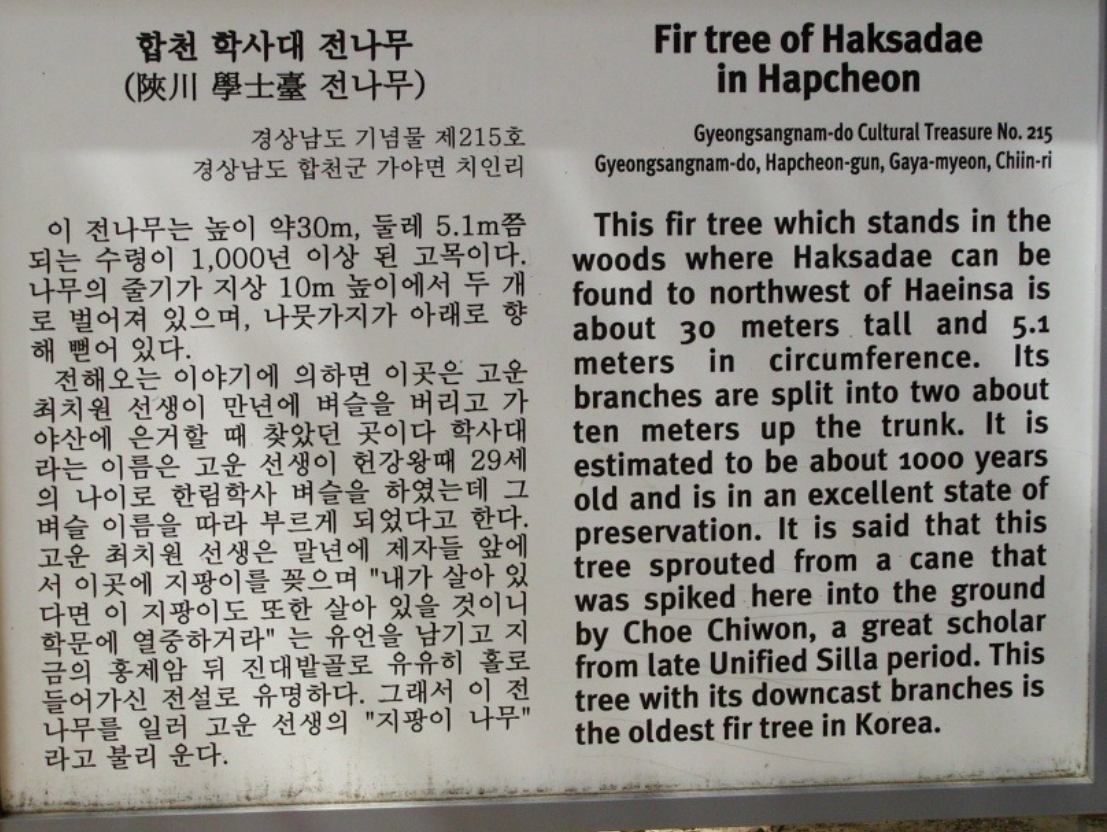 합천 학사대 전나무
(陜川 學士臺 전나무)
경상남도 기념물 제215호
경상남도 합천군 가야면 치인리
이 전나무는 높이 약30m, 둘레 5.1m쯤
되는 수령이 1,000년 이상 된 고목이다.
나무의 줄기가 지상 10m 높이에서 두 개
로 벌어져 있으며, 나뭇가지가 아래로 향
해 뻗어 있다.
전해오는 이야기에 의하면 이곳은 고운
최치원 선생이 만년에 벼슬을 버리고 가
야산에 은거할 때 찾았던 곳이다 학사대
라는 이름은 고운 선생이 헌강왕때 29세
의 나이로 한림학사 벼슬을 하였는데 그
벼슬 이름을 따라 부르게 되었다고 한다.
고운 최치원 선생은 말년에 제자들 앞에
서 이곳에 지팡이를 꽂으며 "내가 살아 있
다면 이 지팡이도 또한 살아 있을 것이니
학문에 열중하거라" 는 유언을 남기고 지
금의 홍제암 뒤 진대밭골로 유유히 홀로
들어가신 전설로 유명하다. 그래서 이 전
나무를 일러 고운 선생의 "지팡이 나무"
라고 불리 운다.
Fir tree of Haksadae
in Hapcheon
Gyeongsangnam-do Cultural Treasure No. 215
Gyeongsangnam-do, Hapcheon-gun, Gaya-myeon, Chiin-ri
This fir tree which stands in the
woods where Haksadae can be
found to northwest of Haeinsa is
about 30 meters tall and 5.1
meters in circumference. Its
branches are split into two about
ten meters up the trunk. It is
estimated to be about 1000 years
old and is in an excellent state of
preservation. It is said that this
tree sprouted from a cane that
was spiked here into the ground
by Choe Chiwon, a great scholar
from late Unified Silla period. This
tree with its downcast branches is
the oldest fir tree in Korea.